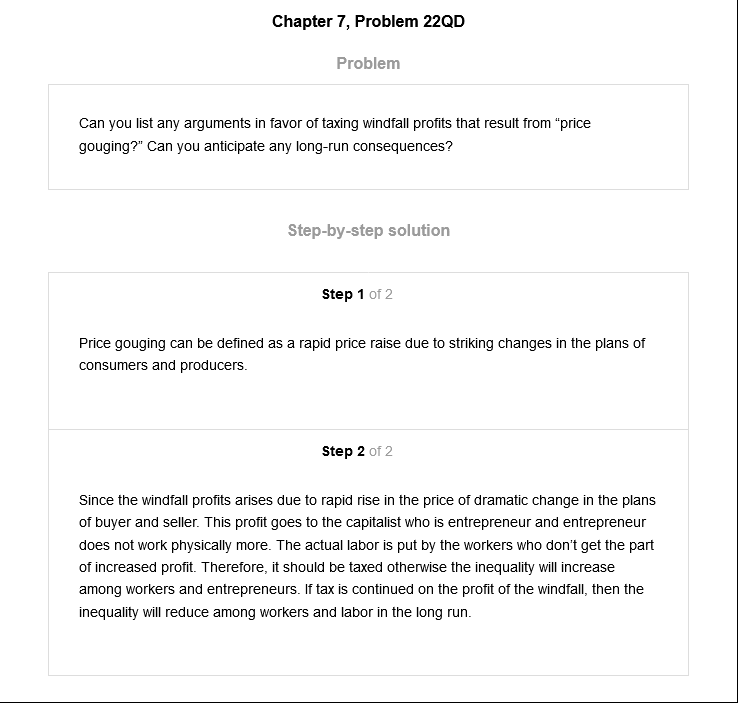 Chapter 7, Problem 22QD
Problem
Can you list any arguments in favor of taxing windfall profits that result from “price
gouging?” Can you anticipate any long-run consequences?
Step-by-step solution
Step 1 of 2
Price gouging can be defined as a rapid price raise due to striking changes in the plans of
consumers and producers.
Step 2 of 2
Since the windfall profits arises due to rapid rise in the price of dramatic change in the plans
of buyer and seller. This profit goes to the capitalist who is entrepreneur and entrepreneur
does not work physically more. The actual labor is put by the workers who don’t get the part
of increased profit. Therefore, it should be taxed otherwise the inequality will increase
among workers and entrepreneurs. If tax is continued on the profit of the windfall, then the
inequality will reduce among workers and labor in the long run.